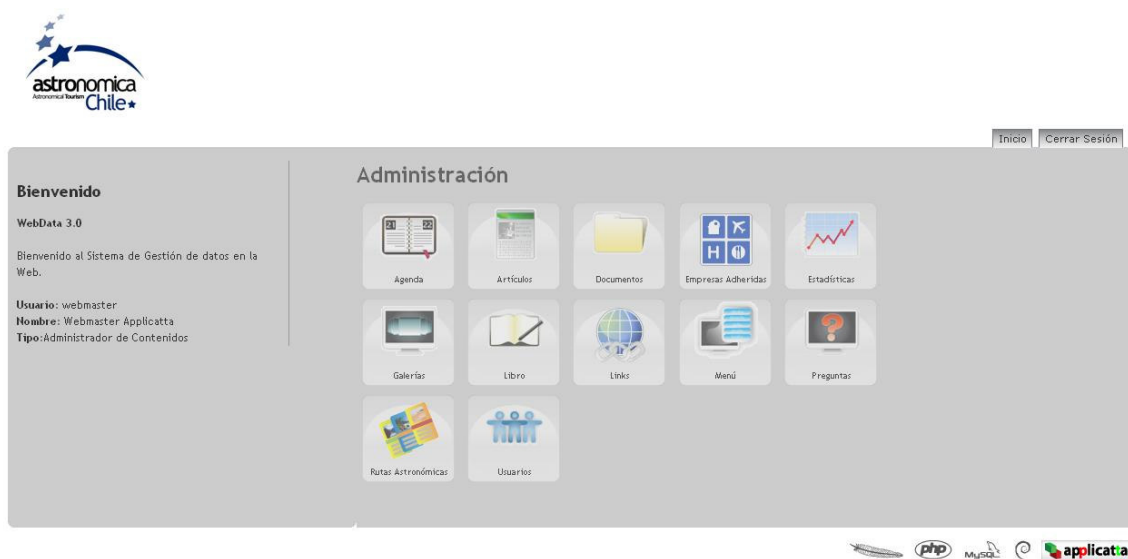 astronomica
Astronomical Tourism
Chile
Inicio
Cerrar Sesión
Bienvenido
WebData 3.0
Bienvenido al Sistema de Gestión de datos en la
Web.
Usuario: webmaster
Nombre: Webmaster Applicatta
Tipo:Administrador de Contenidos
Administración
21 22
Agenda
Artículos
Documentos
H
Empresas Adheridas
Estadísticas
Galerías
Libro
Links
Menú
?
Preguntas
Rutas Astronómicas
Usuarios
php
MySQL
applicatta